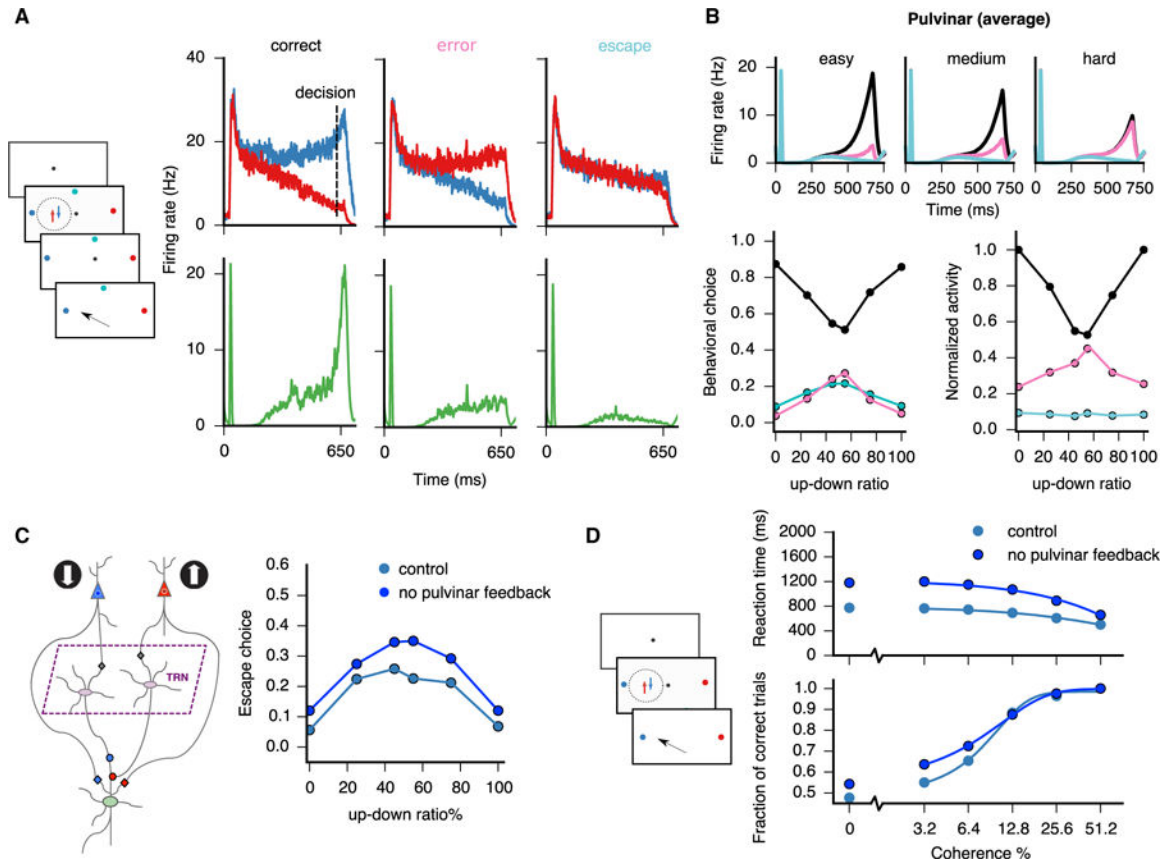 A
correct
error
escape
Firing rate (Hz)
40
20
0
decision
20
10
0
0
650
0
650
0
650
Time (ms)
B
Pulvinar (average)
easy
medium
hard
Firing rate (Hz)
20
10
0
0
250
500
750
0
250
500
750
0
250
500
750
Time (ms)
Behavioral choice
1.0
0.8
0.6
0.4
0.2
0.0
0
20
40
60
80
100
up-down ratio
Normalized activity
1.0
0.8
0.6
0.4
0.2
0.0
0
20
40
60
80
100
up-down ratio
C
TRN
Escape choice
0.6
0.5
0.4
0.3
0.2
0.1
0.0
control
no pulvinar feedback
0
20
40
60
80
100
up-down ratio%
D
Reaction time (ms)
2000
1600
1200
800
400
control
no pulvinar feedback
Fraction of correct trials
1.0
0.9
0.8
0.7
0.6
0.5
0
3.2
6.4
12.8
25.6
51.2
Coherence %